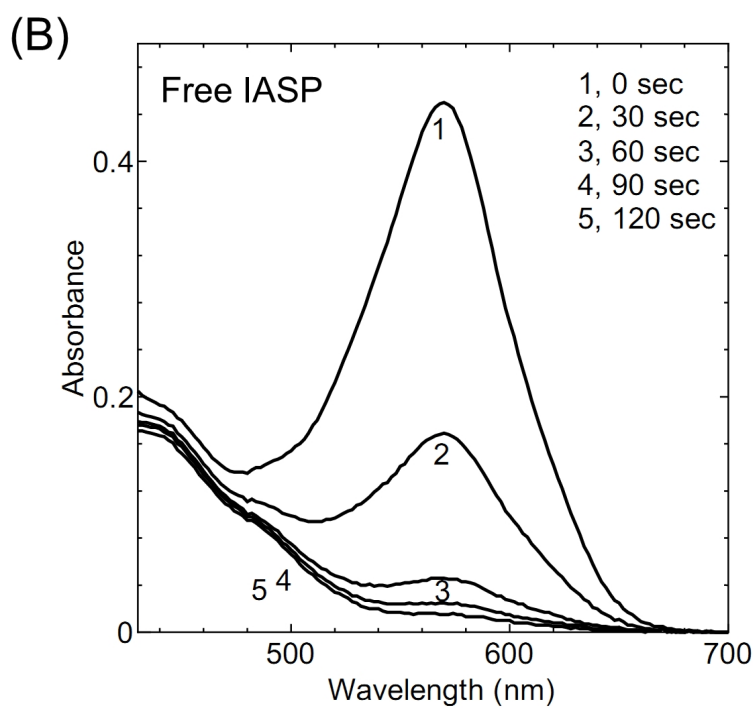 (B)
Free IASP
1, 0 sec
2, 30 sec
3, 60 sec
4, 90 sec
5, 120 sec
1
2
3
4
5
0.4
0.2
0
Absorbance
500
600
700
Wavelength (nm)